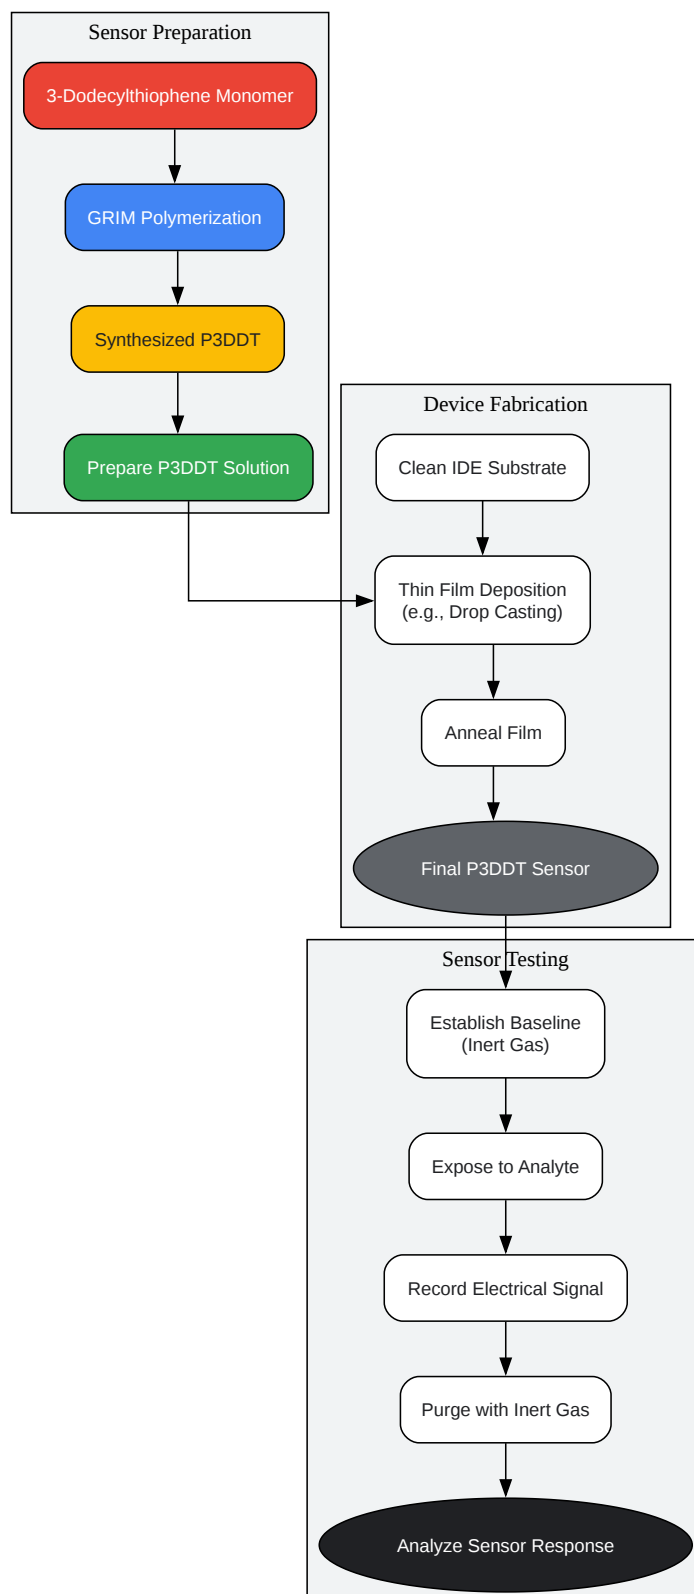 Sensor Preparation
3-Dodecylthiophene Monomer
GRIM Polymerization
Synthesized P3DDT
Prepare P3DDT Solution
Device Fabrication
Clean IDE Substrate
Thin Film Deposition
(e.g., Drop Casting)
Anneal Film
Final P3DDT Sensor
Sensor Testing
Establish Baseline
(Inert Gas)
Expose to Analyte
Record Electrical Signal
Purge with Inert Gas
Analyze Sensor Response